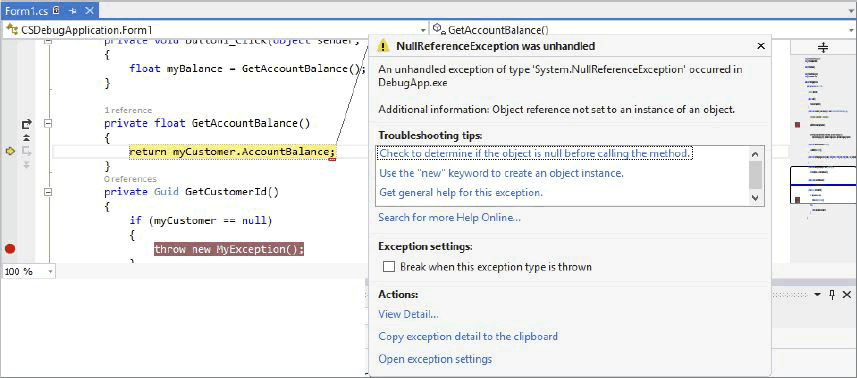 Form1.cs
CSDebugApplication.Form1
GetAccountBalance()
private void button1_Click(object sender,
{
float myBalance = GetAccountBalance();
}
1 reference
private float GetAccountBalance()
{
return myCustomer.AccountBalance;
}
0 references
private Guid GetCustomerId()
{
if (myCustomer == null)
{
throw new MyException();
}
100 %
NullReferenceException was unhandled
An unhandled exception of type 'System.NullReferenceException' occurred in
DebugApp.exe
Additional information: Object reference not set to an instance of an object.
Troubleshooting tips:
Check to determine if the object is null before calling the method.
Use the "new" keyword to create an object instance.
Get general help for this exception.
Search for more Help Online...
Exception settings:
Break when this exception type is thrown
Actions:
View Detail...
Copy exception detail to the clipboard
Open exception settings